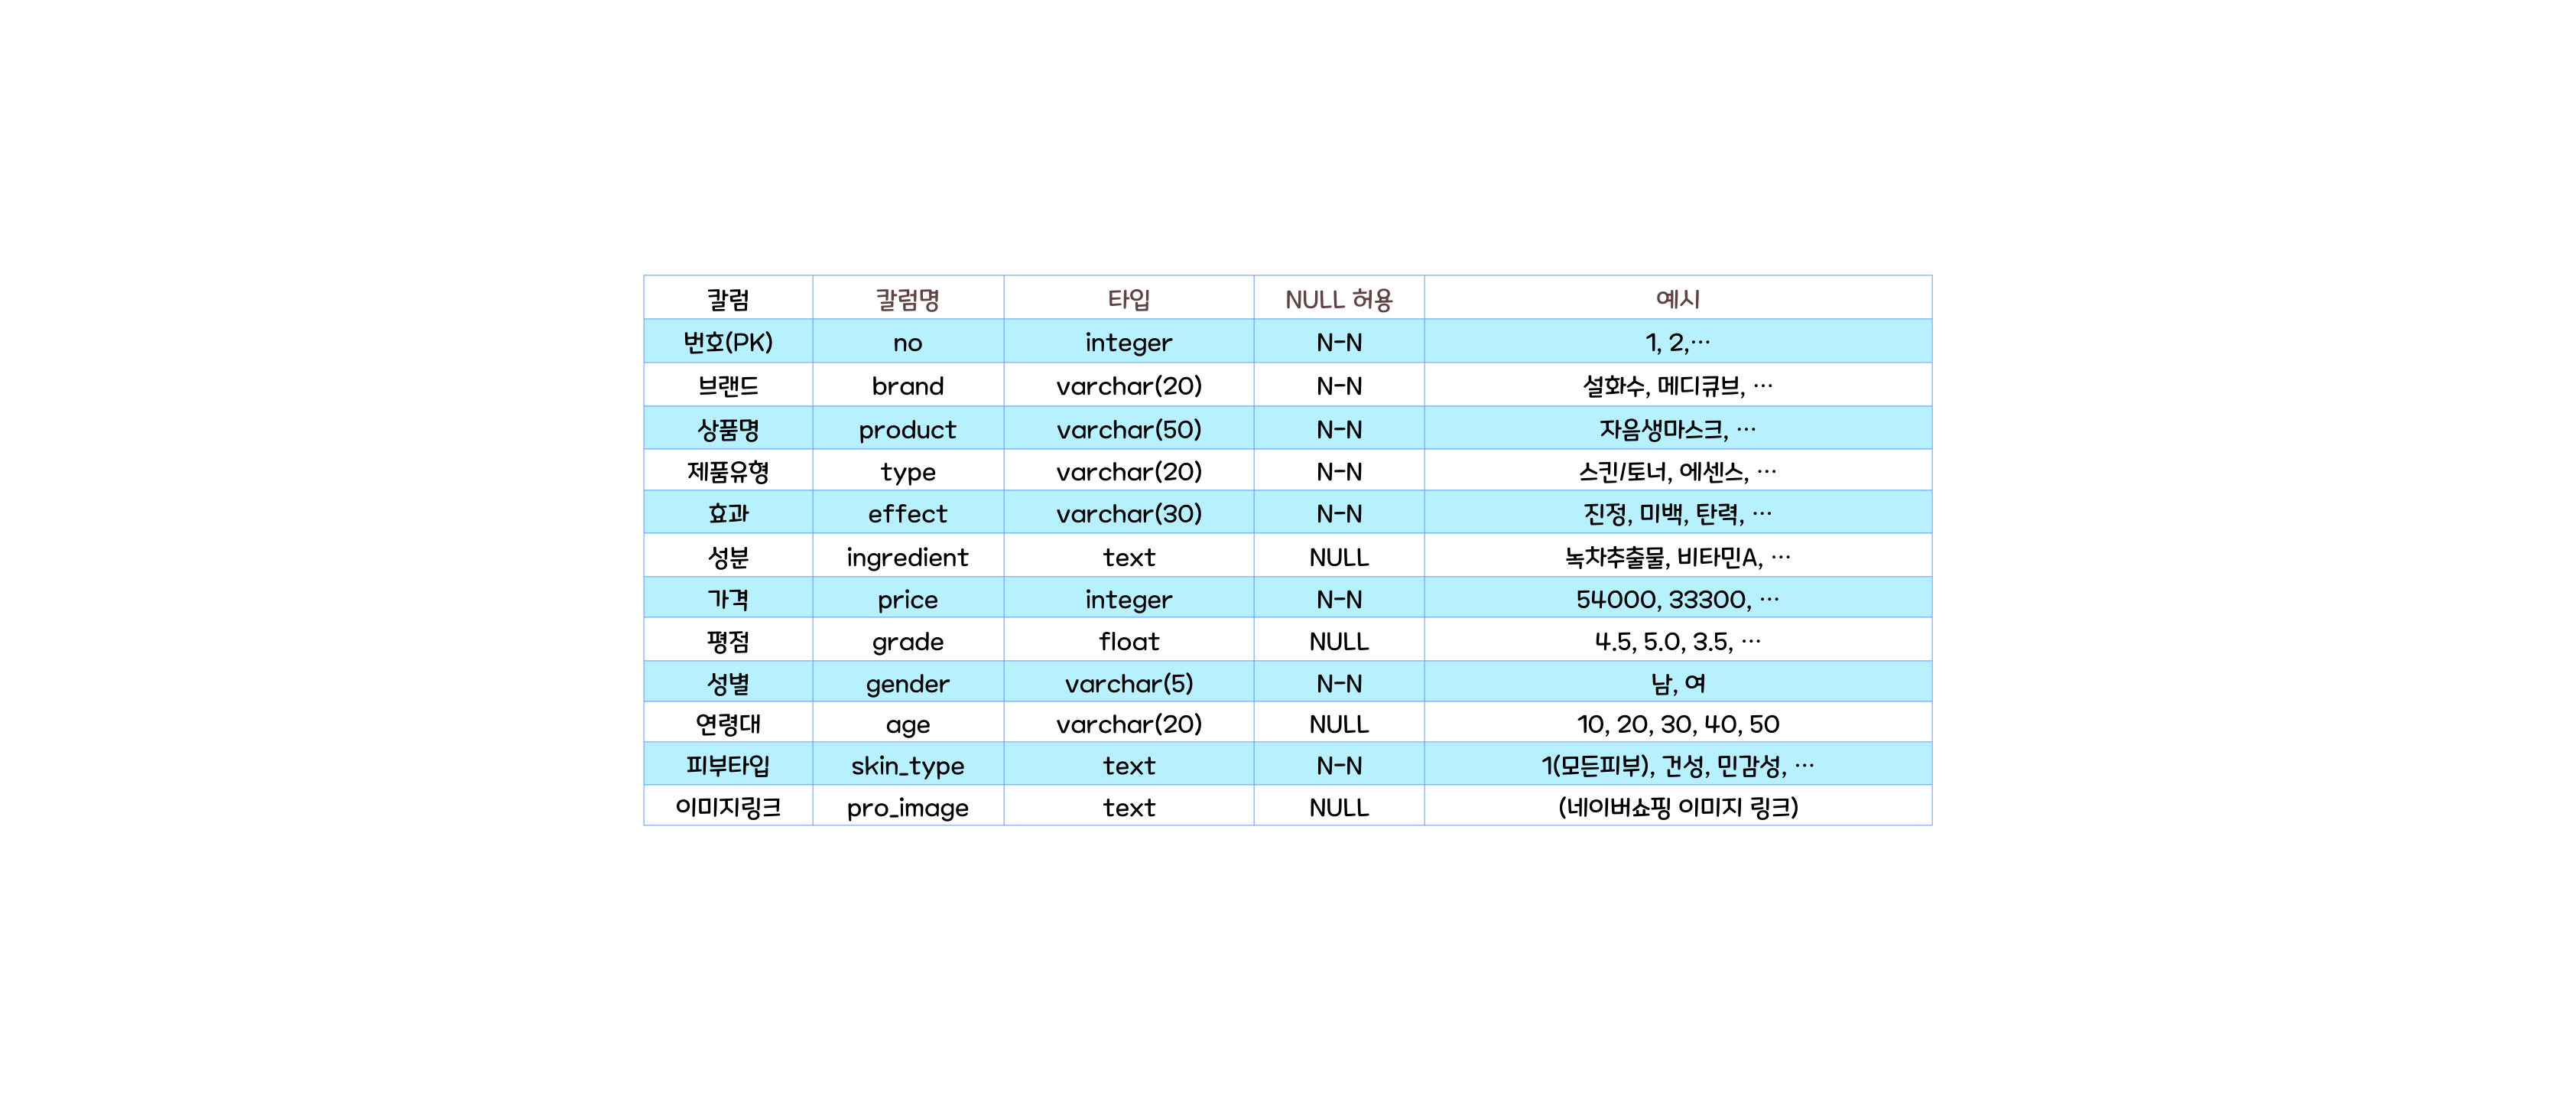 칼럼 칼럼명 타입 NULL 허용 예시
번호(PK) no integer N-N 1, 2,…
브랜드 brand varchar(20) N-N 설화수, 메디큐브, …
상품명 product varchar(50) N-N 자음생마스크, …
제품유형 type varchar(20) N-N 스킨/토너, 에센스, …
효과 effect varchar(30) N-N 진정, 미백, 탄력, …
성분 ingredient text NULL 녹차추출물, 비타민A, …
가격 price integer N-N 54000, 33300, …
평점 grade float NULL 4.5, 5.0, 3.5, …
성별 gender varchar(5) N-N 남, 여
연령대 age varchar(20) NULL 10, 20, 30, 40, 50
피부타입 skin_type text N-N 1(모든피부), 건성, 민감성, …
이미지링크 pro_image text NULL (네이버쇼핑 이미지 링크)